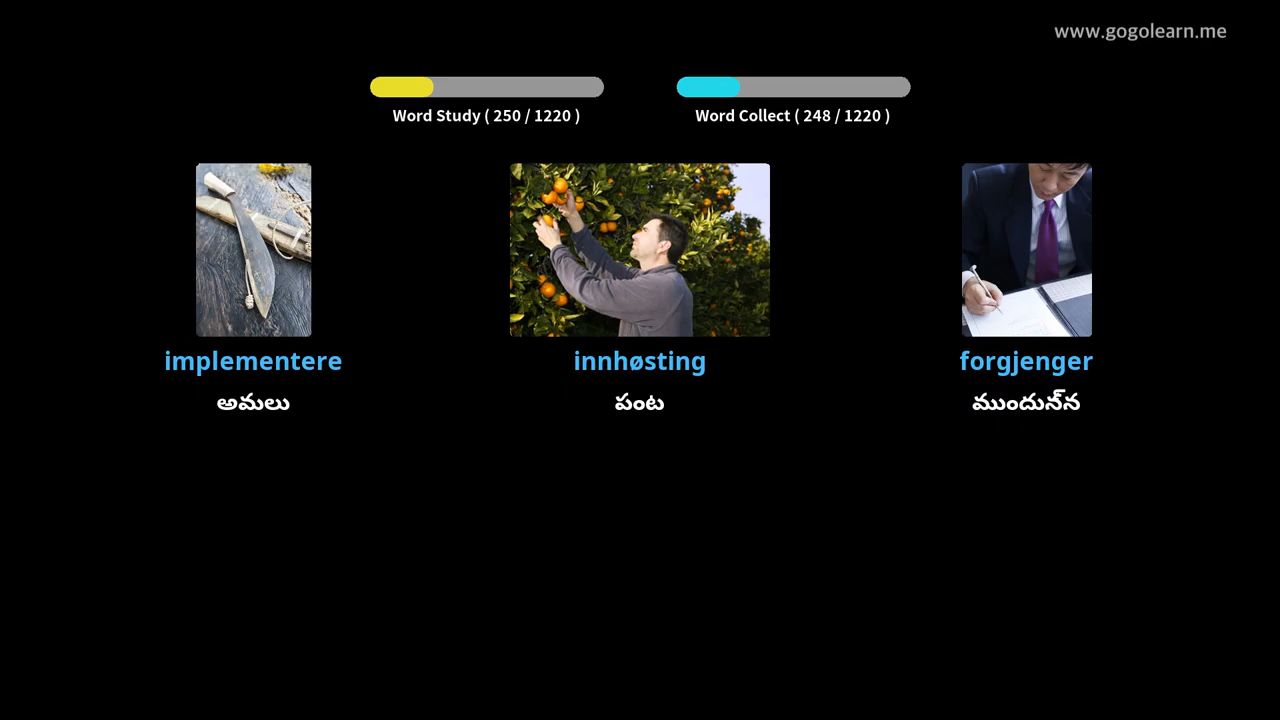 www.gogolearn.me
Word Study ( 250 / 1220 )
Word Collect ( 248 / 1220 )
implementere
innhøsting
forgjenger
అమలు
పంట
ముందున్న